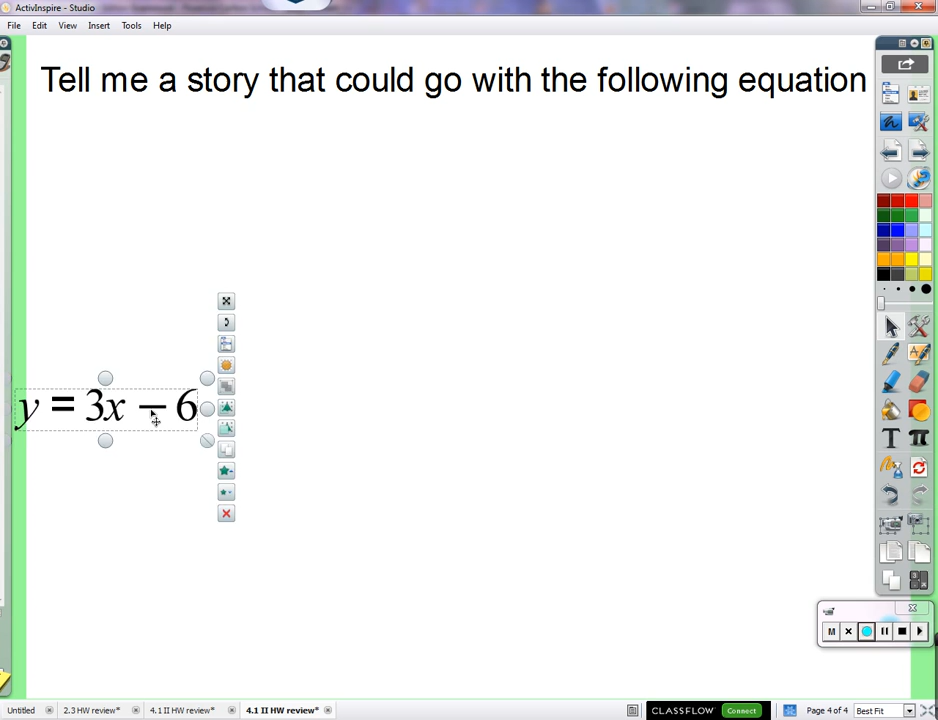 ActivInspire - Studio
File Edit View Insert Tools Help
Tell me a story that could go with the following equation
y = 3x − 6
M
Untitled 2.3 HW review* 4.1 II HW review* 4.1 II HW review* CLASSFLOW Connect Page 4 of 4 Best Fit